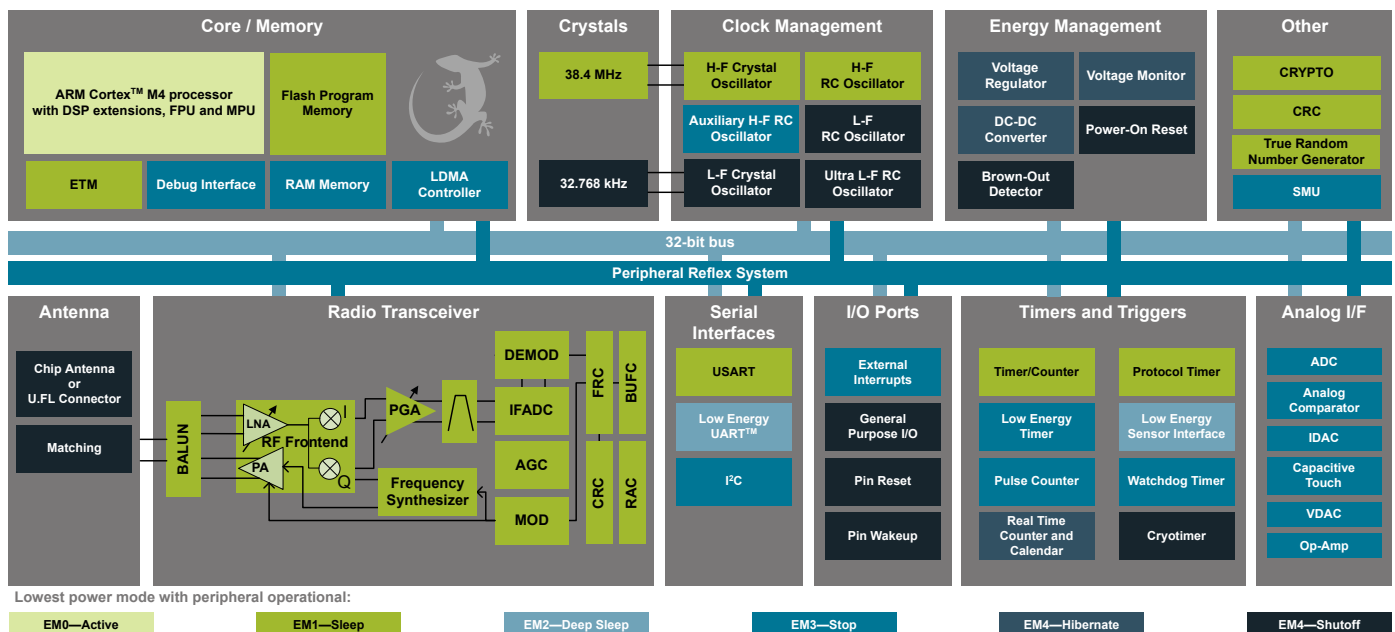 Core / Memory
ARM Cortex™ M4 processor
with DSP extensions, FPU and MPU
Flash Program
Memory
ETM
Debug Interface
RAM Memory
LDMA
Controller
Crystals
38.4 MHz
32.768 kHz
Clock Management
H-F Crystal
Oscillator
H-F
RC Oscillator
Auxiliary H-F RC
Oscillator
L-F
RC Oscillator
L-F Crystal
Oscillator
Ultra L-F RC
Oscillator
Energy Management
Voltage
Regulator
Voltage Monitor
DC-DC
Converter
Power-On Reset
Brown-Out
Detector
Other
CRYPTO
CRC
True Random
Number Generator
SMU
32-bit bus
Peripheral Reflex System
Antenna
Chip Antenna
or
U.FL Connector
Matching
Radio Transceiver
BALUN
LNA
RF Frontend
PA
I
Q
PGA
Frequency
Synthesizer
DEMOD
IFADC
AGC
MOD
FRC
BUFC
CRC
RAC
Serial
Interfaces
USART
Low Energy
UART™
I²C
I/O Ports
External
Interrupts
General
Purpose I/O
Pin Reset
Pin Wakeup
Timers and Triggers
Timer/Counter
Protocol Timer
Low Energy
Timer
Low Energy
Sensor Interface
Pulse Counter
Watchdog Timer
Real Time
Counter and
Calendar
Cryotimer
Analog I/F
ADC
Analog
Comparator
IDAC
Capacitive
Touch
VDAC
Op-Amp
Lowest power mode with peripheral operational:
EM0—Active
EM1—Sleep
EM2—Deep Sleep
EM3—Stop
EM4—Hibernate
EM4—Shutoff